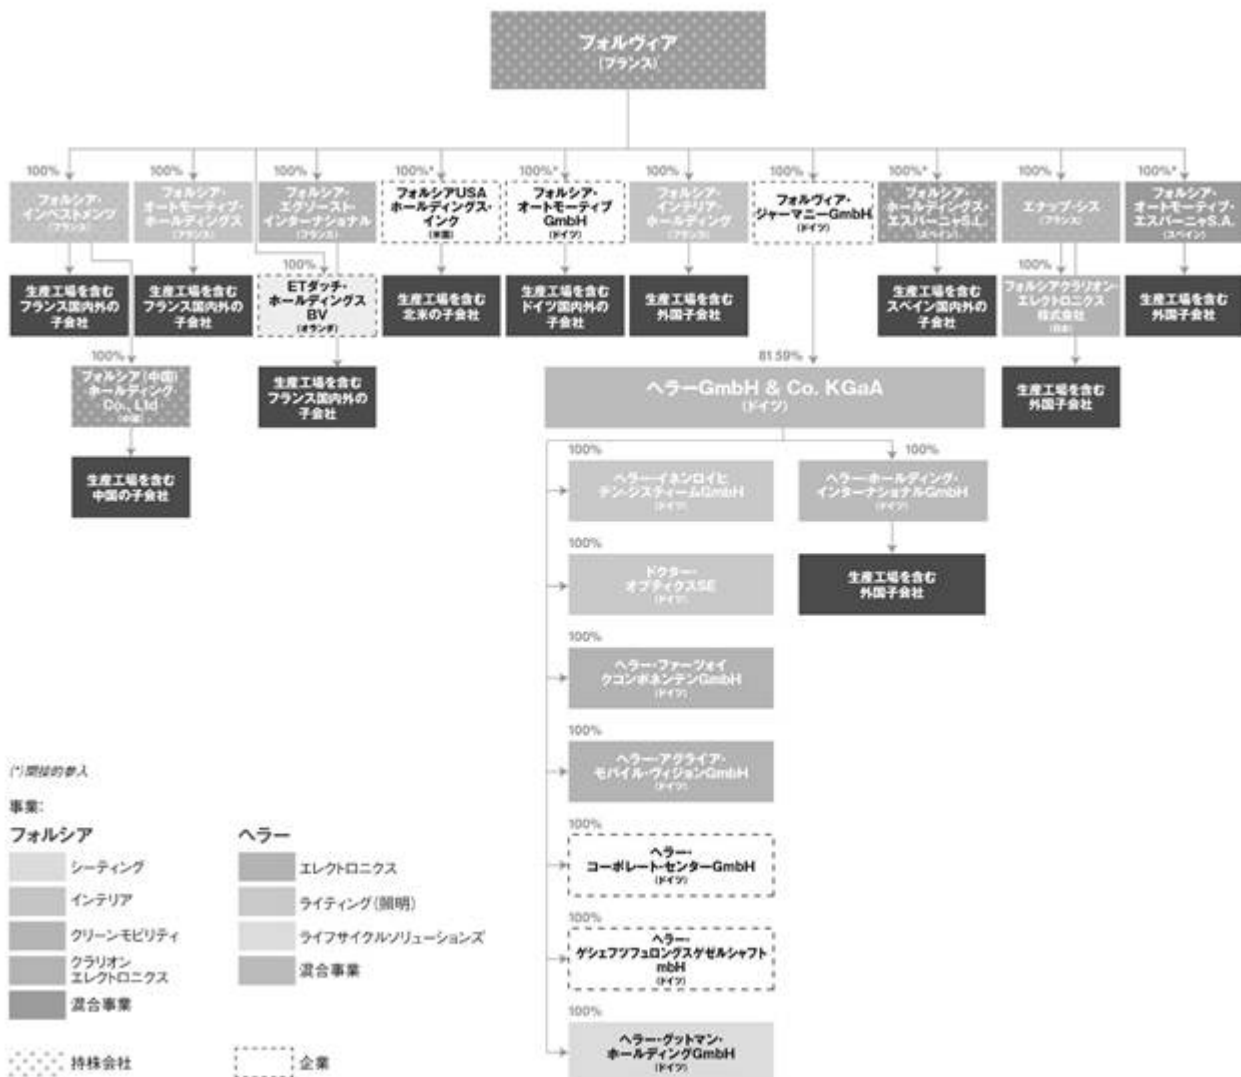 フォルヴィア
(フランス)
100%
100%
100%
100%*
100%*
100%
100%
100%*
100%
100%*
フォルシア・
インベストメンツ
(フランス)
フォルシア・
オートモーティブ・
ホールディングス
(フランス)
フォルシア・
エグゾースト・
インターナショナル
(フランス)
フォルシアUSA
ホールディングス・
インク
(米国)
フォルシア・
オートモーティブ
GmbH
(ドイツ)
フォルシア・
インテリア・
ホールディング
(フランス)
フォルヴィア・
ジャーマニーGmbH
(ドイツ)
フォルシア・
ホールディングス・
エスパーニャS.L.
(スペイン)
エナップ・シス
(フランス)
フォルシア・
オートモーティブ・
エスパーニャS.A.
(スペイン)
生産工場を含む
フランス国内外の
子会社
生産工場を含む
フランス国内外の
子会社
100%
ETダッチ・
ホールディングス
BV
(オランダ)
生産工場を含む
北米の子会社
生産工場を含む
ドイツ国内外の
子会社
生産工場を含む
外国子会社
生産工場を含む
スペイン国内外の
子会社
100%
フォルシアクラリオン・
エレクトロニクス
株式会社
(日本)
生産工場を含む
外国子会社
100%
フォルシア(中国)
ホールディング
Co., Ltd
(中国)
生産工場を含む
フランス国内外の
子会社
81.59%
ヘラーGmbH & Co. KGaA
(ドイツ)
生産工場を含む
外国子会社
生産工場を含む
中国の子会社
100%
ヘラー・イネンロイヒ
テン・システィームGmbH
(ドイツ)
100%
ヘラー・ホールディング・
インターナショナルGmbH
(ドイツ)
100%
ドクター・
オプティクスSE
(ドイツ)
生産工場を含む
外国子会社
100%
ヘラー・ファーツォイ
クコンポネンテンGmbH
(ドイツ)
100%
ヘラー・アグライア・
モバイル・ヴィジョンGmbH
(ドイツ)
100%
ヘラー・
コーポレート・センターGmbH
(ドイツ)
100%
ヘラー・
ゲシェフツフュロングスゲゼルシャフト
mbH
(ドイツ)
100%
ヘラー・グットマン・
ホールディングGmbH
(ドイツ)
(*)間接的参入
事業:
フォルシア
シーティング
インテリア
クリーンモビリティ
クラリオン
エレクトロニクス
混合事業
持株会社
ヘラー
エレクトロニクス
ライティング(照明)
ライフサイクルソリューションズ
混合事業
企業